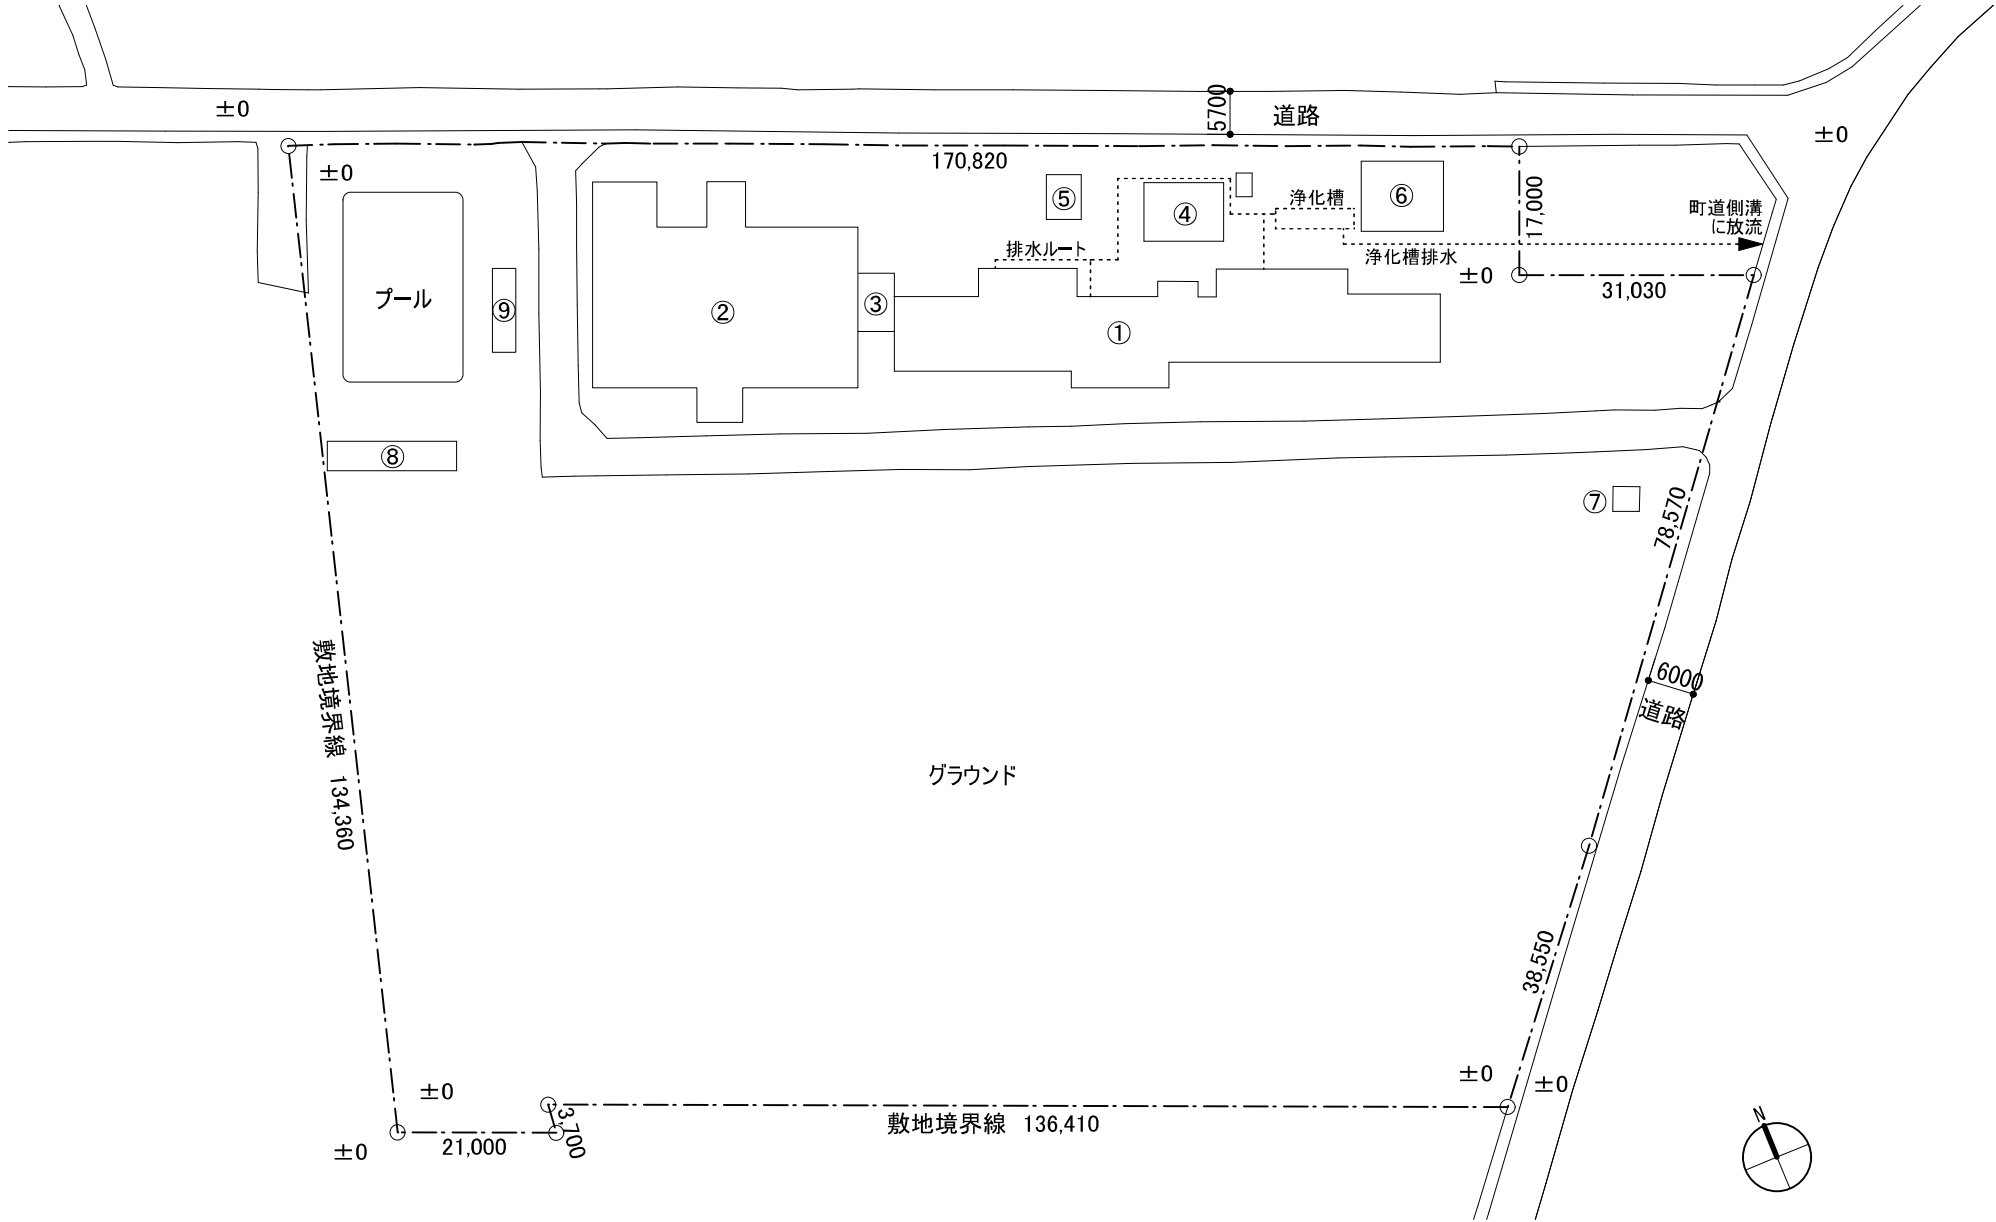 ±0
5700
道路
±0
170,820
±0
⑤
④
浄化槽
⑥
17,000
町道側溝
に放流
排水ルート
浄化槽排水
±0
31,030
プール
⑨
②
③
①
⑧
⑦
78,570
敷地境界線 134,360
6000
道路
グラウンド
38,550
±0
±0
±0
3,700
敷地境界線 136,410
21,000
±0
N